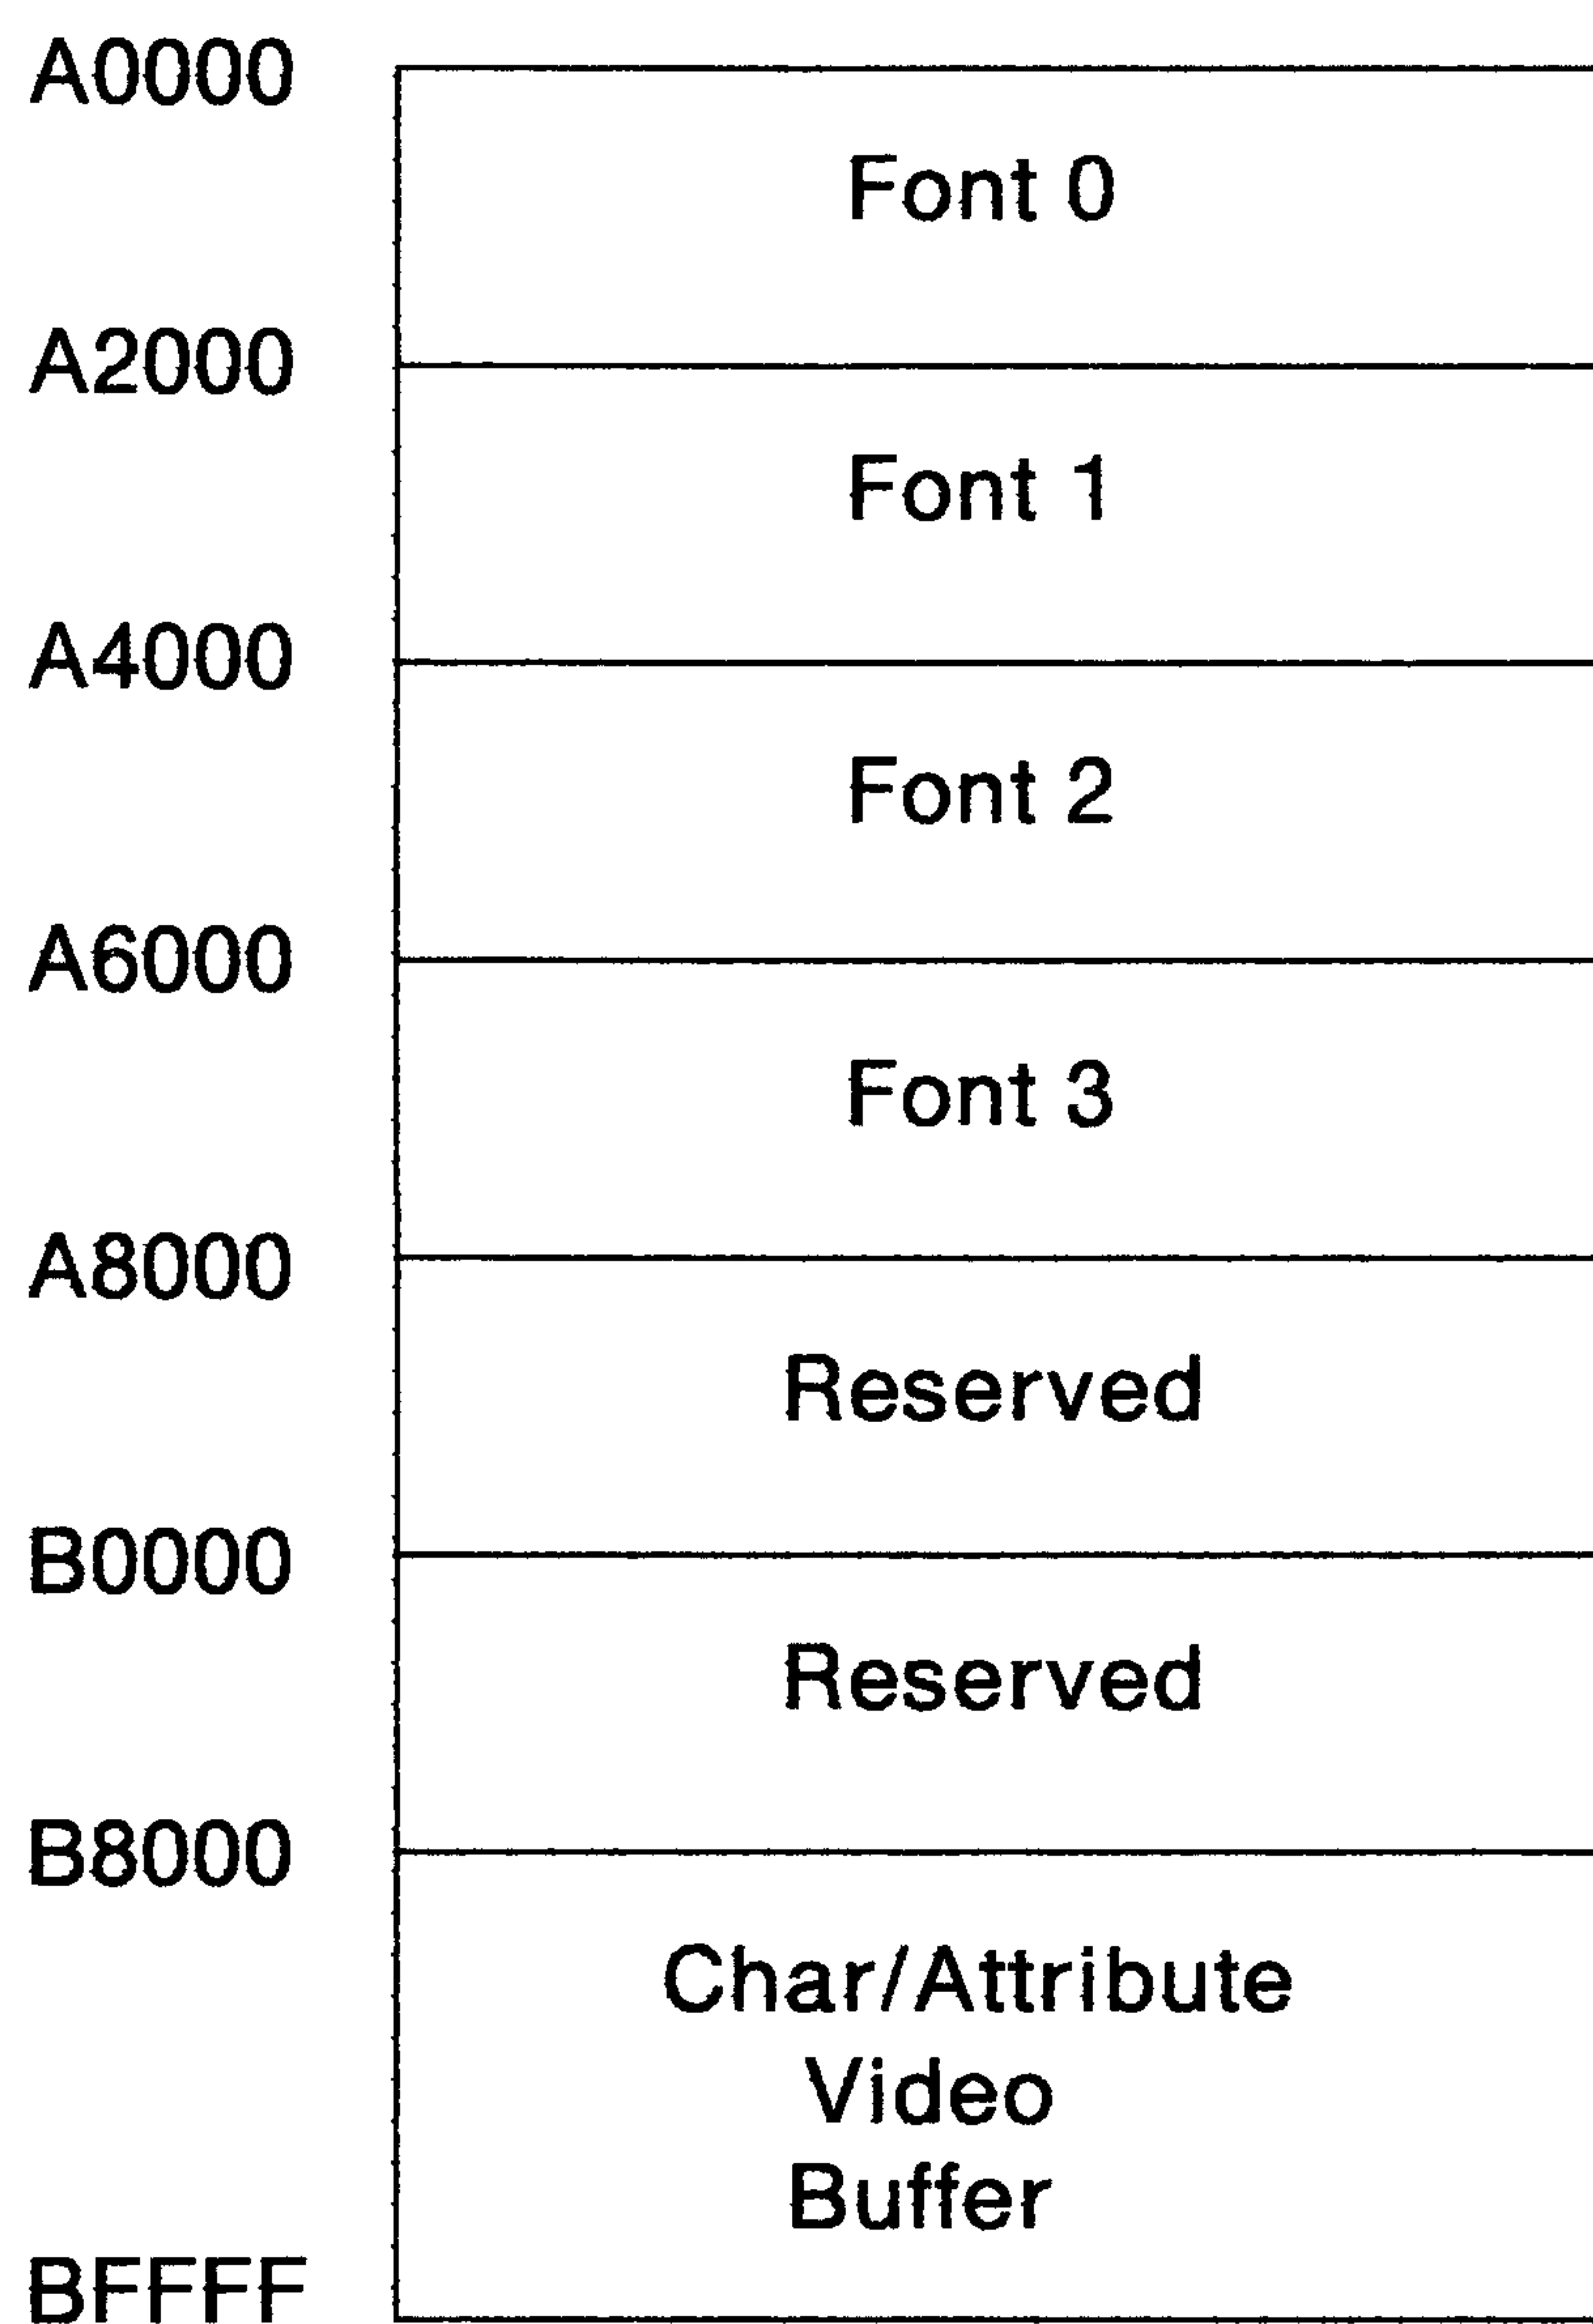 A0000
Font 0
A2000
Font 1
A4000
Font 2
A6000
Font 3
A8000
Reserved
B0000
Reserved
B8000
Char/Attribute
Video
Buffer
BFFFF